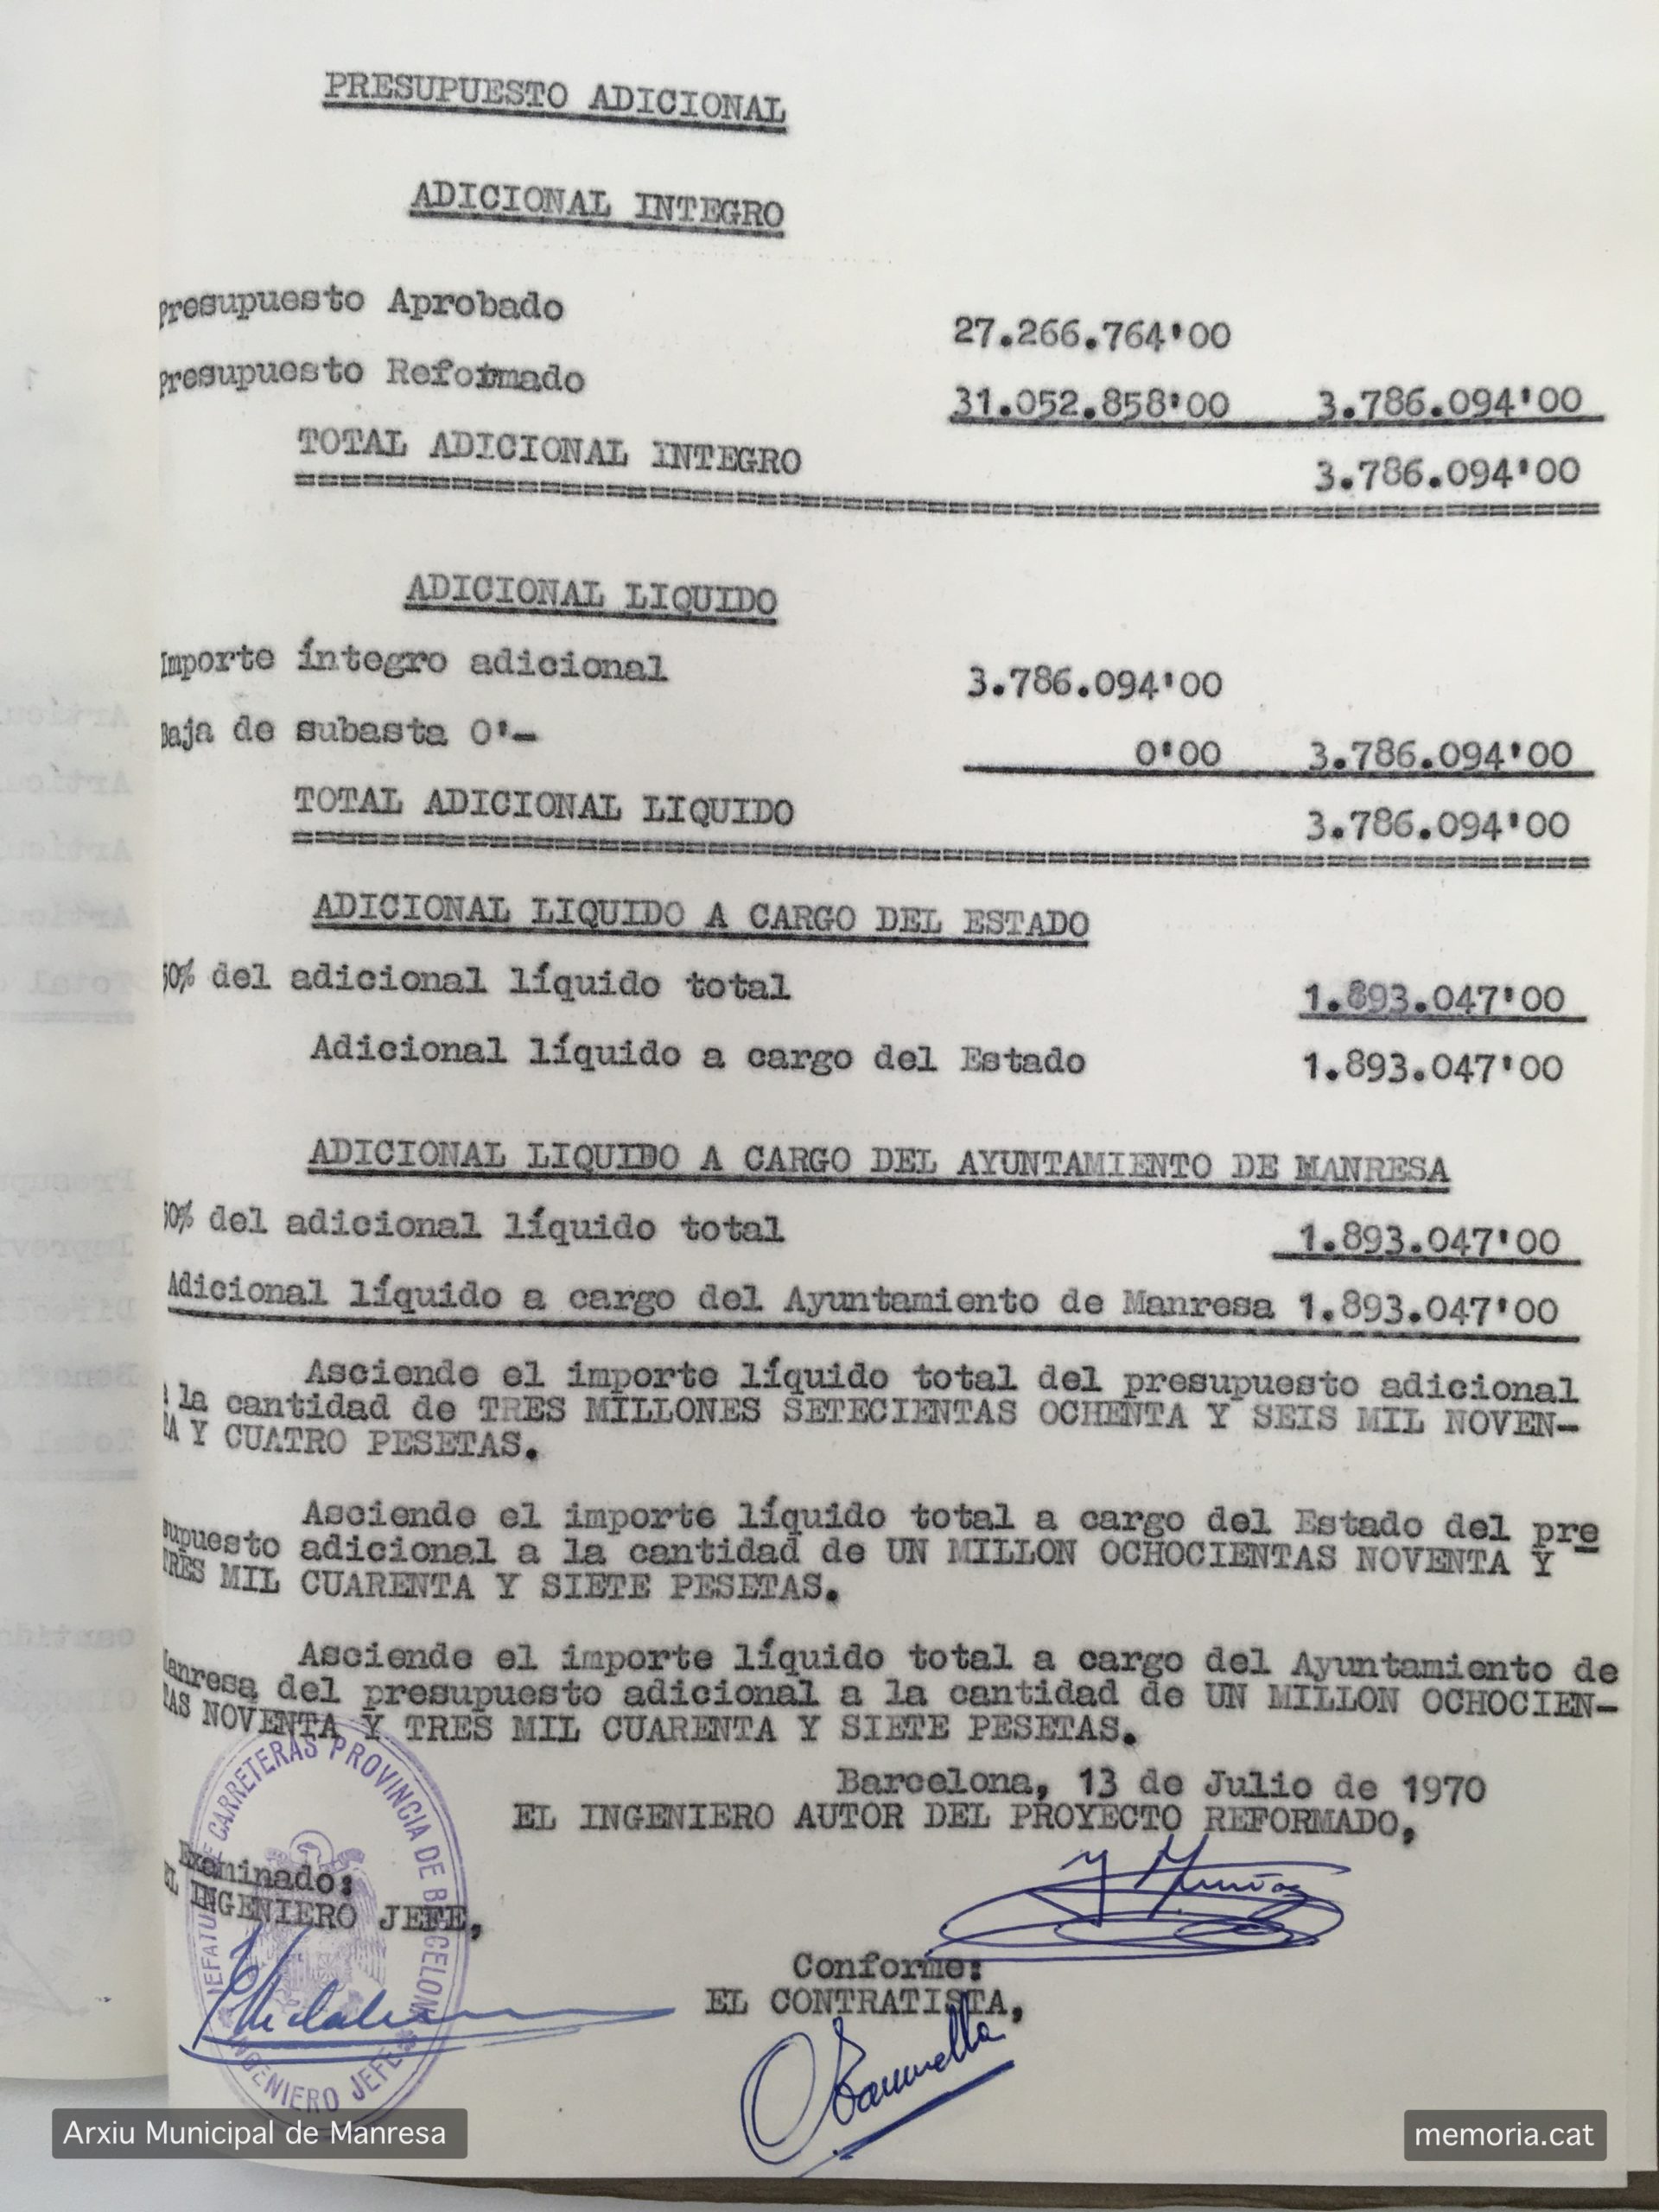 PRESUPUESTO ADICIONAL
ADICIONAL INTEGRO
Presupuesto Aprobado 27.266.764'00
Presupuesto Reformado 31.052.858'00 3.786.094'00
TOTAL ADICIONAL INTEGRO 3.786.094'00
ADICIONAL LIQUIDO
Importe íntegro adicional 3.786.094'00
Baja de subasta 0'- 0'00 3.786.094'00
TOTAL ADICIONAL LIQUIDO 3.786.094'00
ADICIONAL LIQUIDO A CARGO DEL ESTADO
50% del adicional líquido total 1.893.047'00
Adicional líquido a cargo del Estado 1.893.047'00
ADICIONAL LIQUIDO A CARGO DEL AYUNTAMIENTO DE MANRESA
50% del adicional líquido total 1.893.047'00
Adicional líquido a cargo del Ayuntamiento de Manresa 1.893.047'00
Asciende el importe líquido total del presupuesto adicional
la cantidad de TRES MILLONES SETECIENTAS OCHENTA Y SEIS MIL NOVEN-
TA Y CUATRO PESETAS.
Asciende el importe líquido total a cargo del Estado del pre
supuesto adicional a la cantidad de UN MILLON OCHOCIENTAS NOVENTA Y
TRES MIL CUARENTA Y SIETE PESETAS.
Asciende el importe líquido total a cargo del Ayuntamiento de
Manresa del presupuesto adicional a la cantidad de UN MILLON OCHOCIEN-
TAS NOVENTA Y TRES MIL CUARENTA Y SIETE PESETAS.
Barcelona, 13 de Julio de 1970
EL INGENIERO AUTOR DEL PROYECTO REFORMADO,
Examinado:
EL INGENIERO JEFE,
JEFATURA DE CARRETERAS PROVINCIA DE BARCELONA
INGENIERO JEFE
Conforme:
EL CONTRATISTA,
Arxiu Municipal de Manresa
memoria.cat